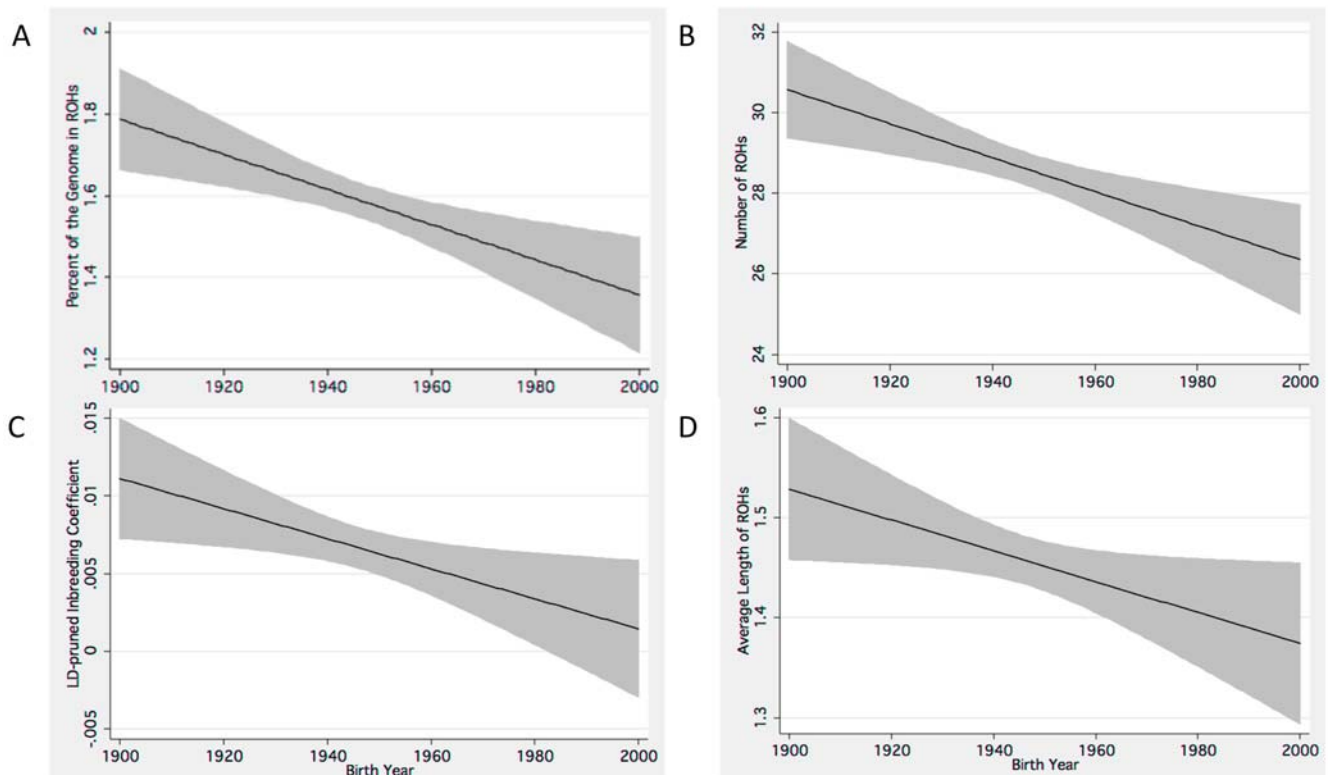 A
Percent of the Genome in ROHs
2
1.8
1.6
1.4
1.2
1900 1920 1940 1960 1980 2000
B
Number of ROHs
32
30
28
26
24
1900 1920 1940 1960 1980 2000
C
LD-pruned Inbreeding Coefficient
.015
.01
.005
0
-.005
1900 1920 1940 1960 1980 2000
Birth Year
D
Average Length of ROHs
1.6
1.5
1.4
1.3
1900 1920 1940 1960 1980 2000
Birth Year